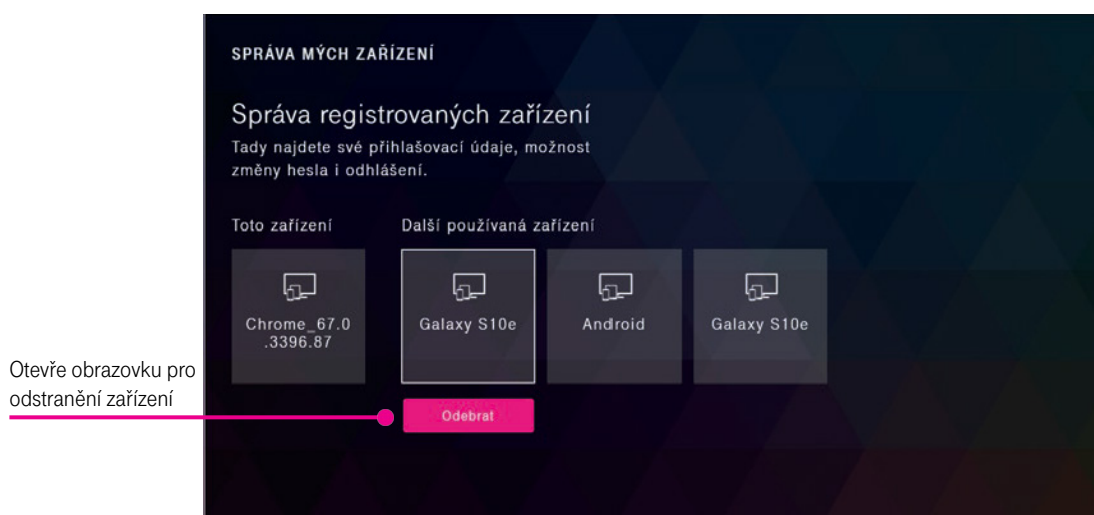 SPRÁVA MÝCH ZAŘÍZENÍ
Správa registrovaných zařízení
Tady najdete své přihlašovací údaje, možnost
změny hesla i odhlášení.
Toto zařízení
Další používaná zařízení
Chrome_67.0
.3396.87
Galaxy S10e
Android
Galaxy S10e
Otevře obrazovku pro
odstranění zařízení
Odebrat